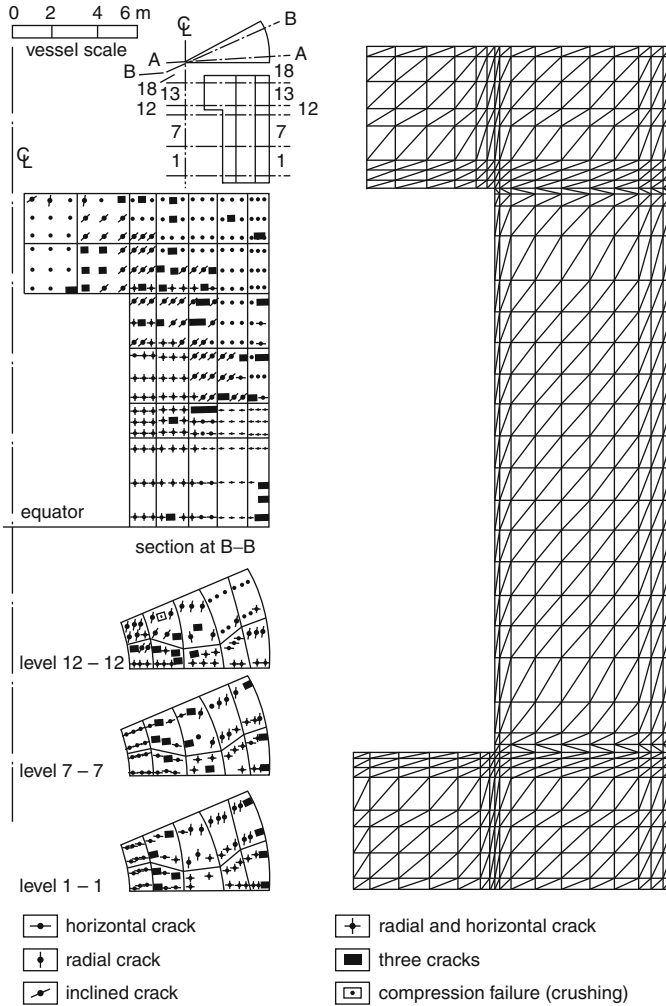 0 2 4 6 m
vessel scale
℄
B
A
A
B
18
18
13
13
12
12
7
7
1
1
℄
equator
section at B–B
level 12 – 12
level 7 – 7
level 1 – 1
horizontal crack
radial and horizontal crack
radial crack
three cracks
inclined crack
compression failure (crushing)